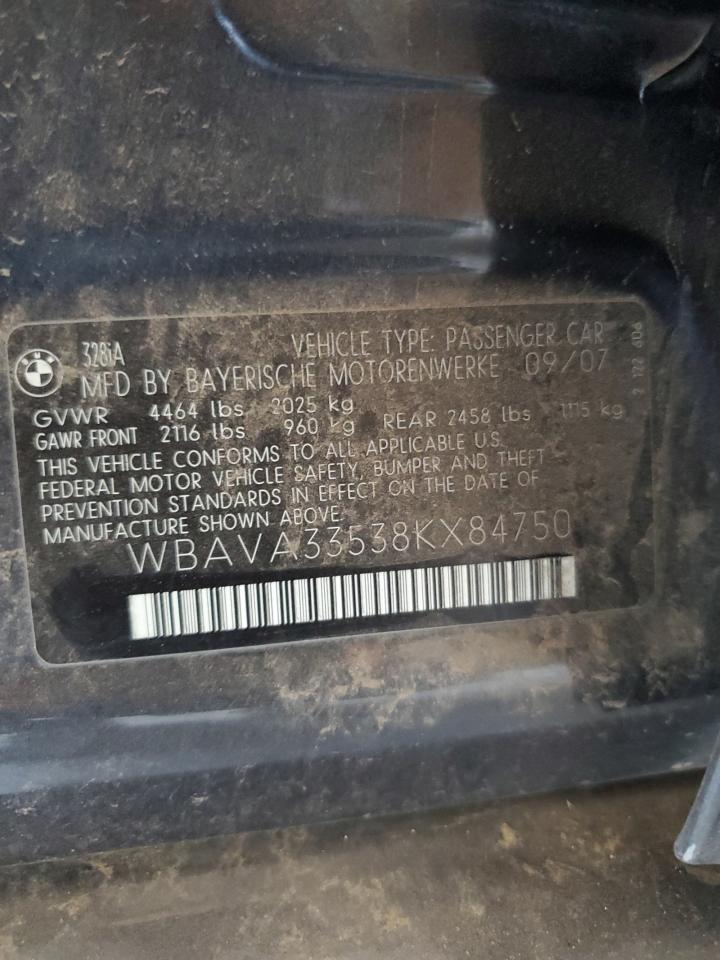 BMW
328iA VEHICLE TYPE: PASSENGER CAR
MFD BY BAYERISCHE MOTORENWERKE 09/07
GVWR 4464 lbs 2025 kg
GAWR FRONT 2116 lbs 960 kg REAR 2458 lbs 1115 kg
THIS VEHICLE CONFORMS TO ALL APPLICABLE U.S.
FEDERAL MOTOR VEHICLE SAFETY, BUMPER AND THEFT
PREVENTION STANDARDS IN EFFECT ON THE DATE OF
MANUFACTURE SHOWN ABOVE.
WBAVA33538KX84750